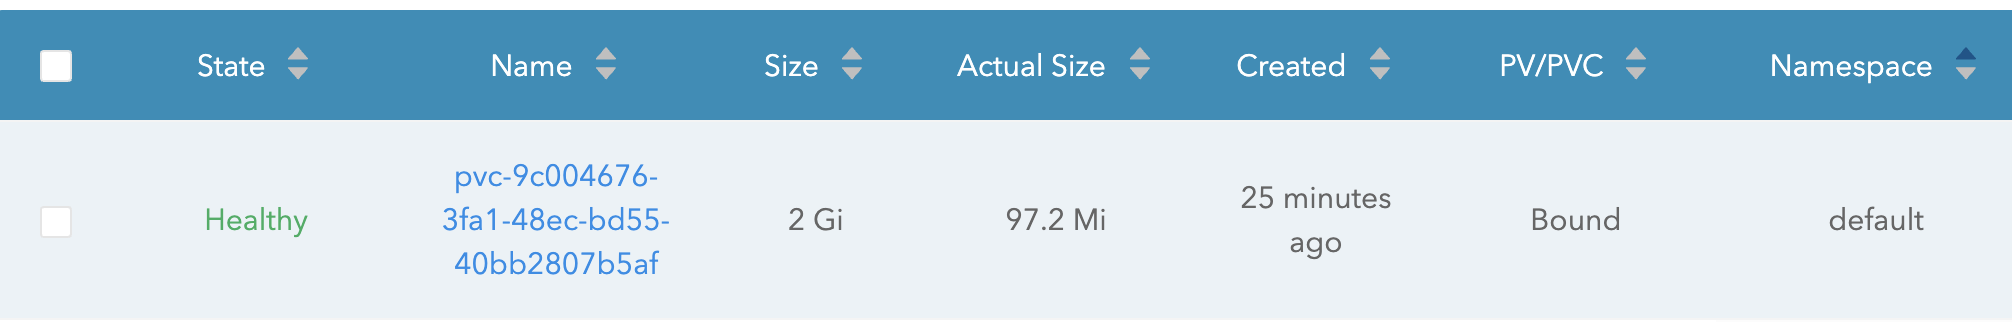 State Name Size Actual Size Created PV/PVC Namespace
pvc-9c004676-
3fa1-48ec-bd55-
40bb2807b5af
Healthy
2 Gi
97.2 Mi
25 minutes
ago
Bound
default